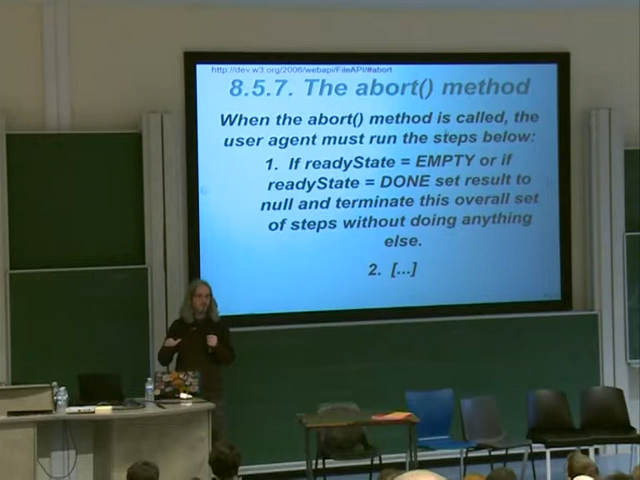 http://dev.w3.org/2006/webapi/FileAPI/#abort
8.5.7. The abort() method
When the abort() method is called, the
user agent must run the steps below:
1. If readyState = EMPTY or if
readyState = DONE set result to
null and terminate this overall set
of steps without doing anything
else.
2. [...]